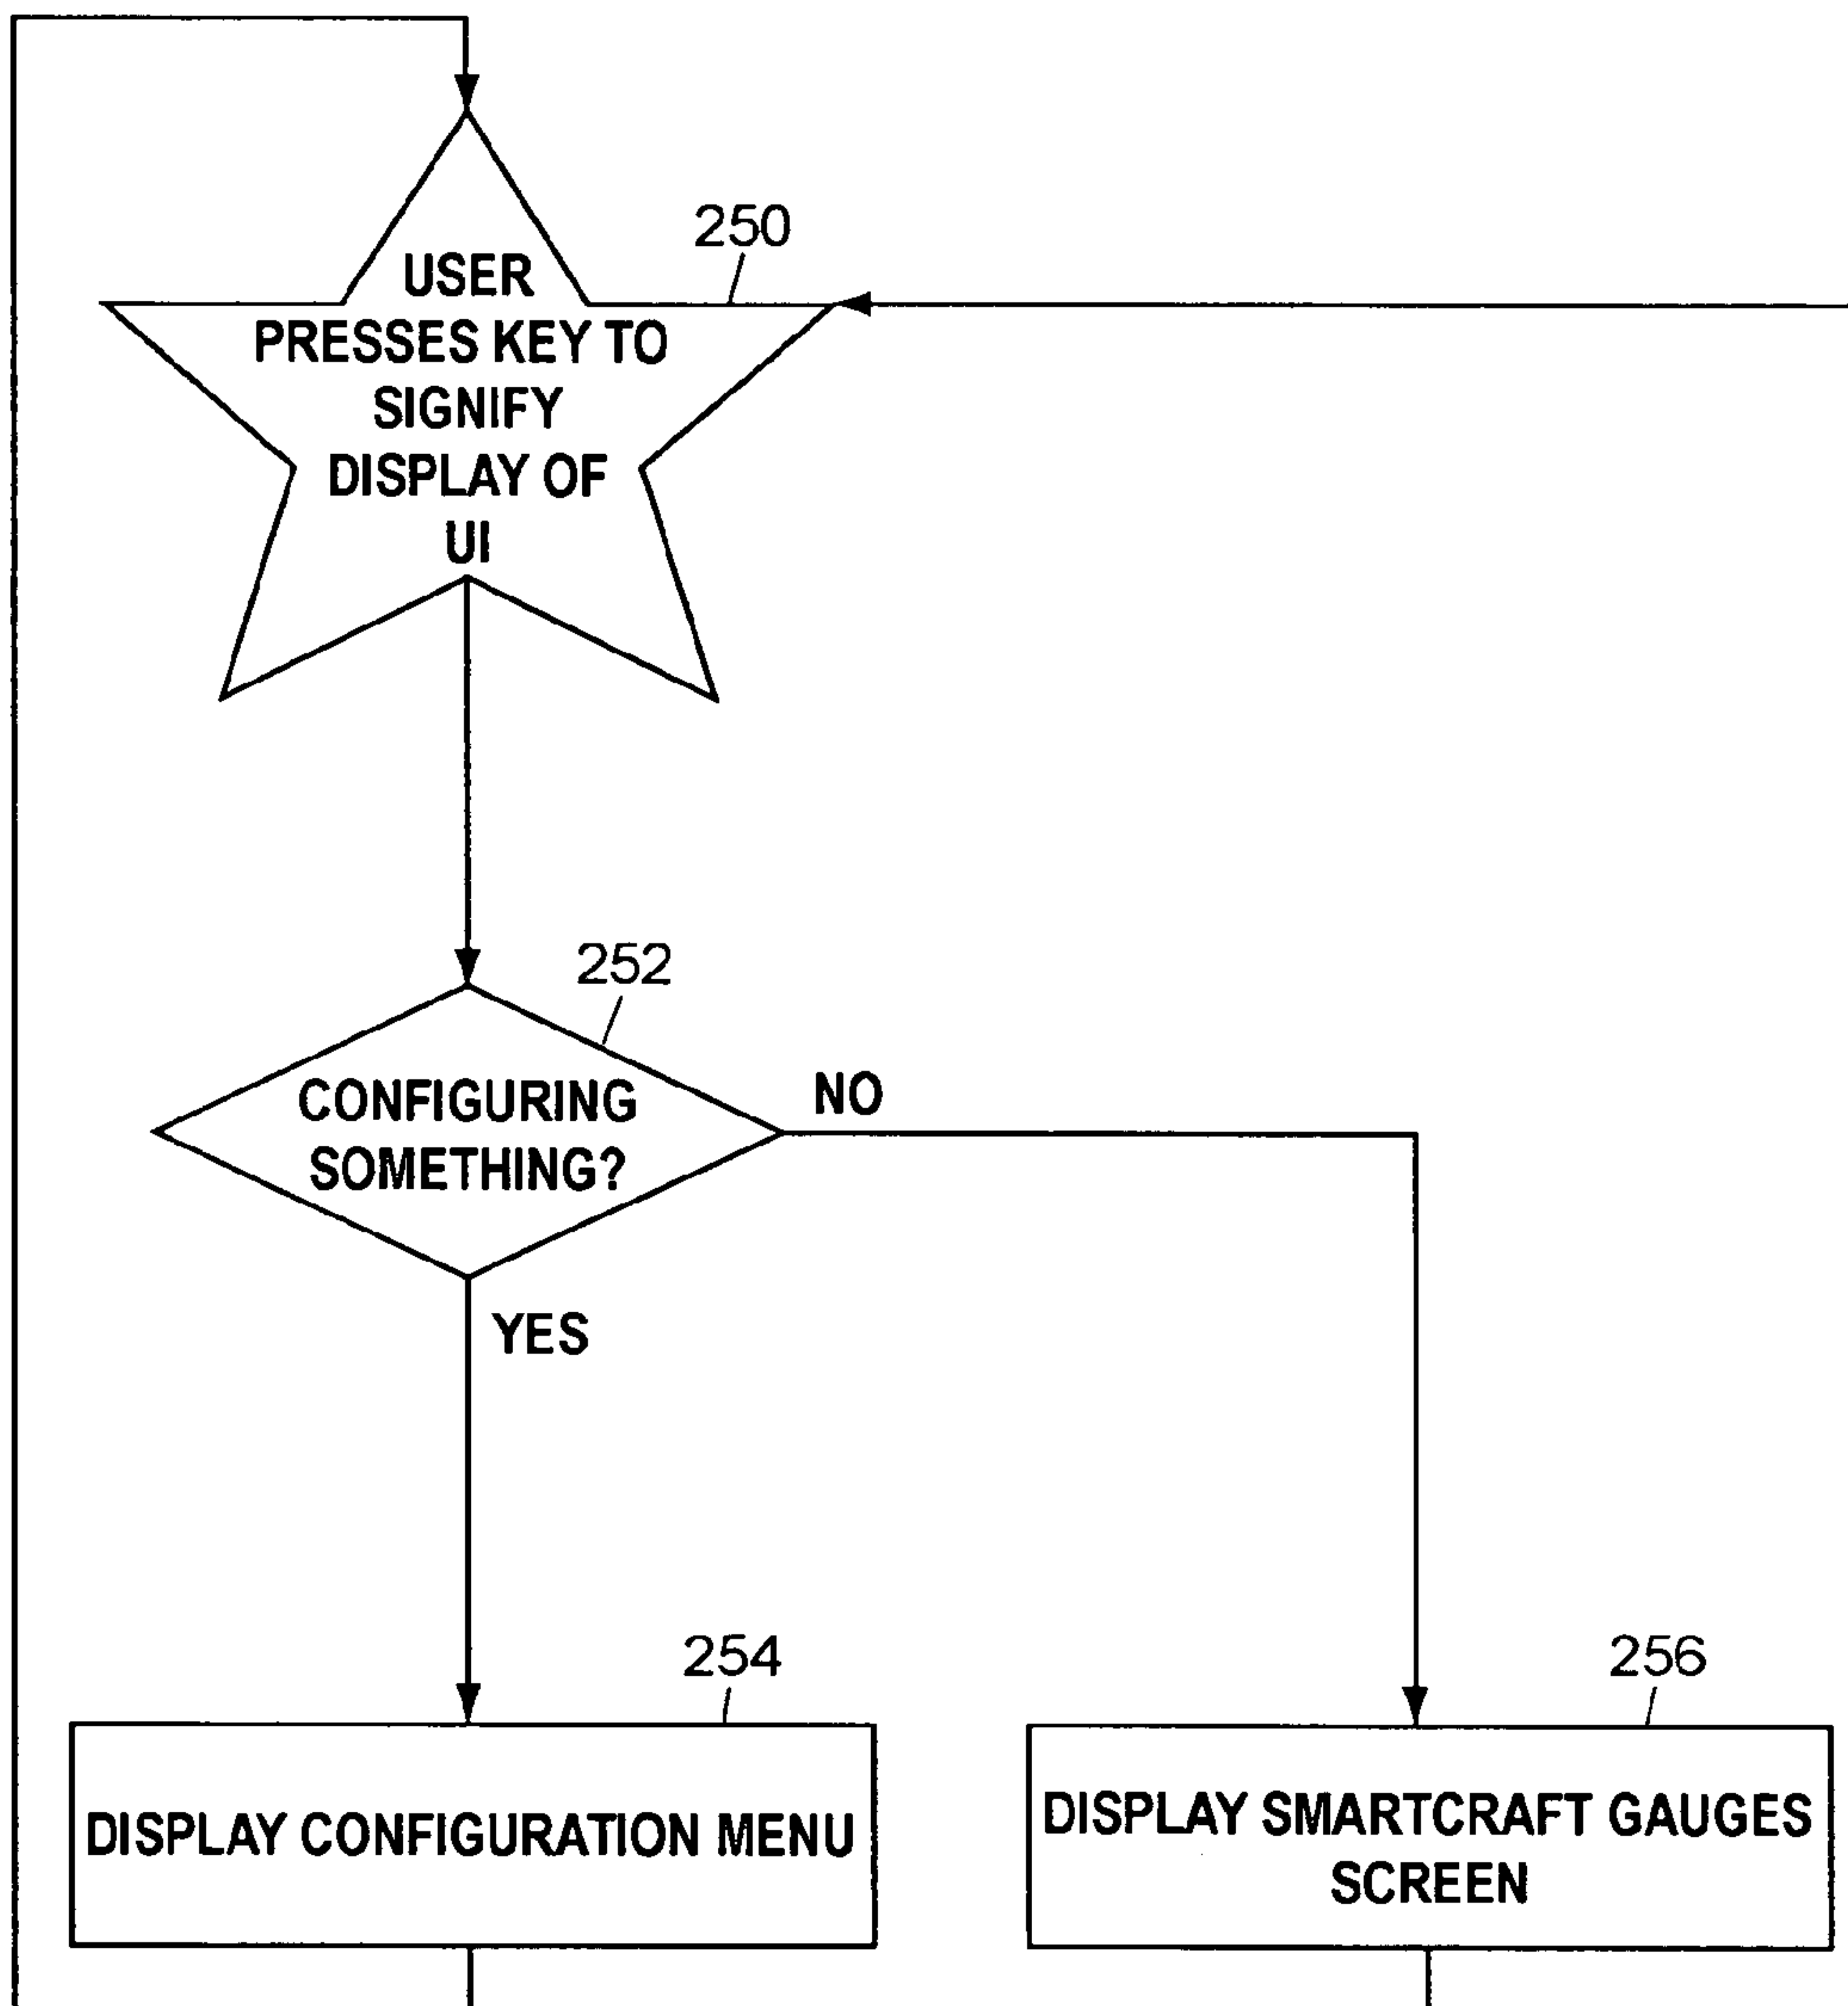 250
USER
PRESSES KEY TO
SIGNIFY
DISPLAY OF
UI
252
CONFIGURING
SOMETHING?
NO
YES
254
DISPLAY CONFIGURATION MENU
256
DISPLAY SMARTCRAFT GAUGES
SCREEN